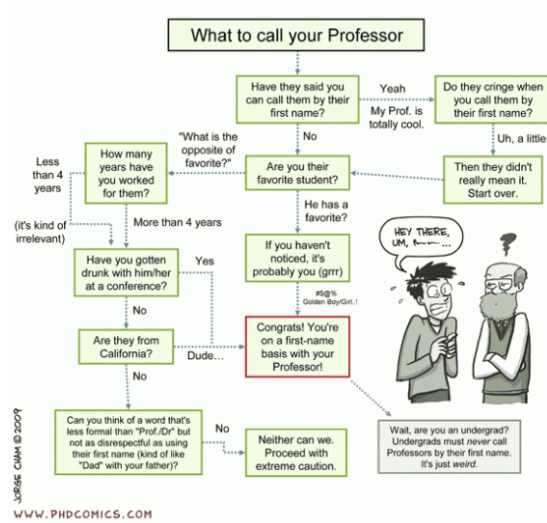 What to call your Professor
Have they said you
can call them by their
first name?
Yeah
My Prof. is
totally cool.
Do they cringe when
you call them by
their first name?
No
Uh, a little
"What is the
opposite of
favorite?"
Less
than 4
years
How many
years have
you worked
for them?
Are you their
favorite student?
Then they didn't
really mean it.
Start over.
(it's kind of
irrelevant)
More than 4 years
He has a
favorite?
HEY THERE,
UM,
?
Have you gotten
drunk with him/her
at a conference?
Yes
If you haven't
noticed, it's
probably you (grrr)
No
#$@%
Golden Boy/Girl..!
Are they from
California?
Dude...
Congrats! You're
on a first-name
basis with your
Professor!
No
Can you think of a word that's
less formal than "Prof./Dr" but
not as disrespectful as using
their first name (kind of like
"Dad" with your father)?
No
Neither can we.
Proceed with
extreme caution.
Wait, are you an undergrad?
Undergrads must never call
Professors by their first name.
It's just weird.
JORGE CHAM © 2009
WWW.PHDCOMICS.COM